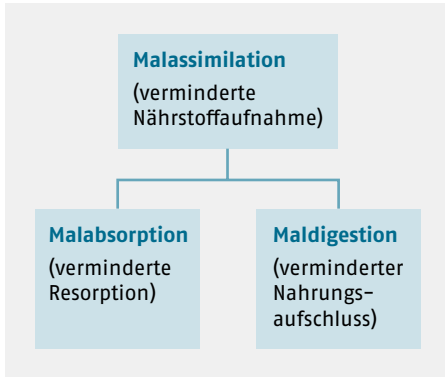 Malassimilation
(verminderte
Nährstoffaufnahme)
Malabsorption
(verminderte
Resorption)
Maldigestion
(verminderter
Nahrungs-
aufschluss)